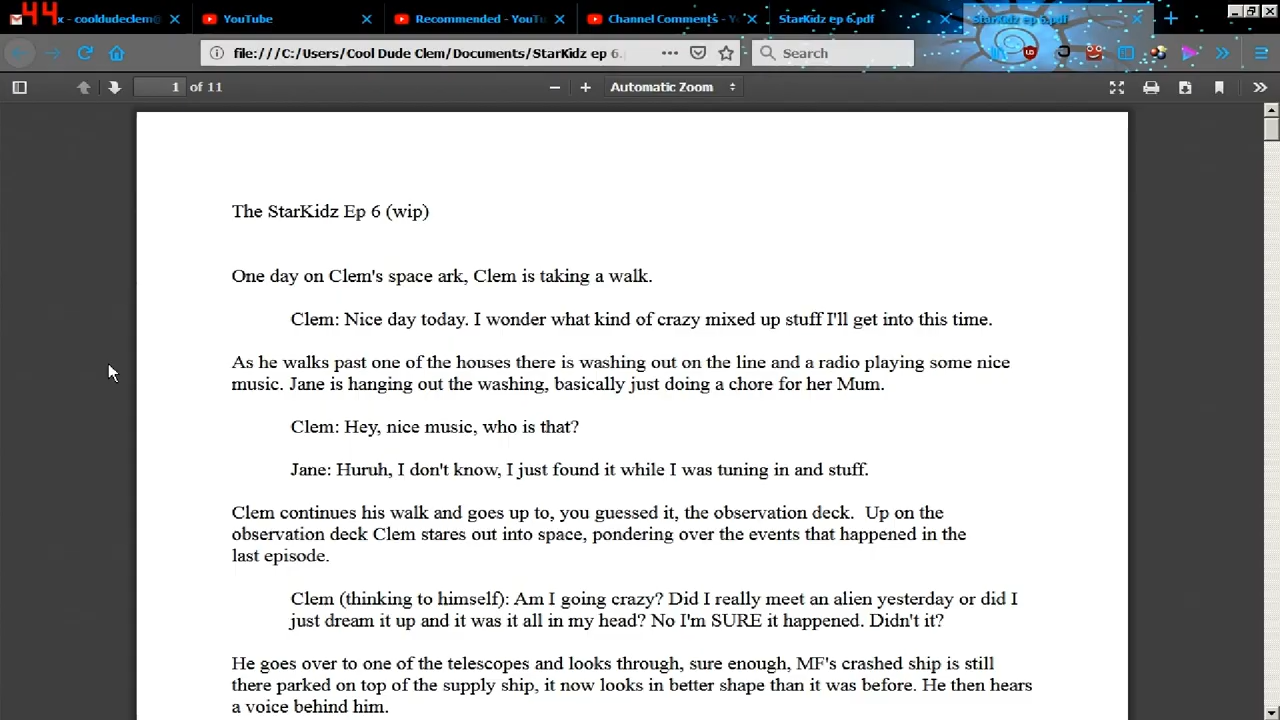 44
x - cooldudeclem@
YouTube
Recommended - YouTu
Channel Comments - Yo
StarKidz ep 6.pdf
StarKidz ep 6.pdf
file:///C:/Users/Cool Dude Clem/Documents/StarKidz ep 6.
Search
1 of 11
Automatic Zoom
The StarKidz Ep 6 (wip)
One day on Clem's space ark, Clem is taking a walk.
Clem: Nice day today. I wonder what kind of crazy mixed up stuff I'll get into this time.
As he walks past one of the houses there is washing out on the line and a radio playing some nice
music. Jane is hanging out the washing, basically just doing a chore for her Mum.
Clem: Hey, nice music, who is that?
Jane: Huruh, I don't know, I just found it while I was tuning in and stuff.
Clem continues his walk and goes up to, you guessed it, the observation deck.  Up on the
observation deck Clem stares out into space, pondering over the events that happened in the
last episode.
Clem (thinking to himself): Am I going crazy? Did I really meet an alien yesterday or did I
just dream it up and it was it all in my head? No I'm SURE it happened. Didn't it?
He goes over to one of the telescopes and looks through, sure enough, MF's crashed ship is still
there parked on top of the supply ship, it now looks in better shape than it was before. He then hears
a voice behind him.